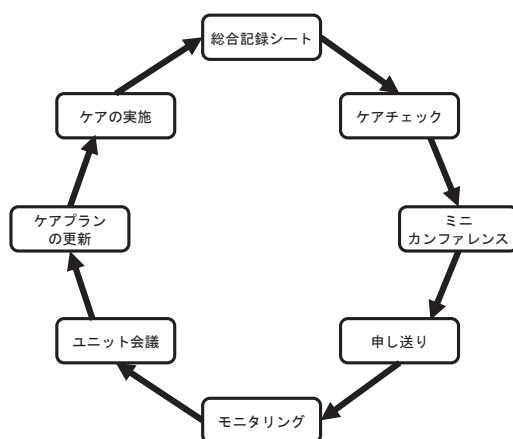 総合記録シート
ケアチェック
ミニ
カンファレンス
申し送り
モニタリング
ユニット会議
ケアプラン
の更新
ケアの実施